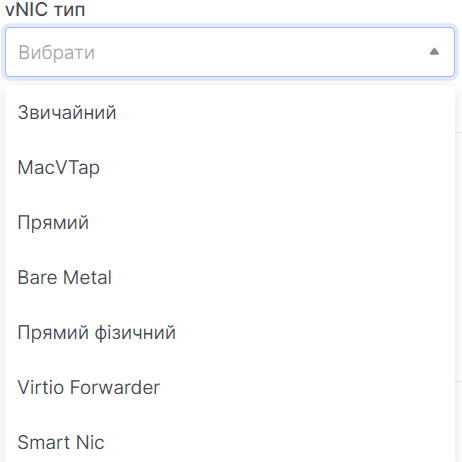 vNIC тип
Вибрати
Звичайний
MacVTap
Прямий
Bare Metal
Прямий фізичний
Virtio Forwarder
Smart Nic